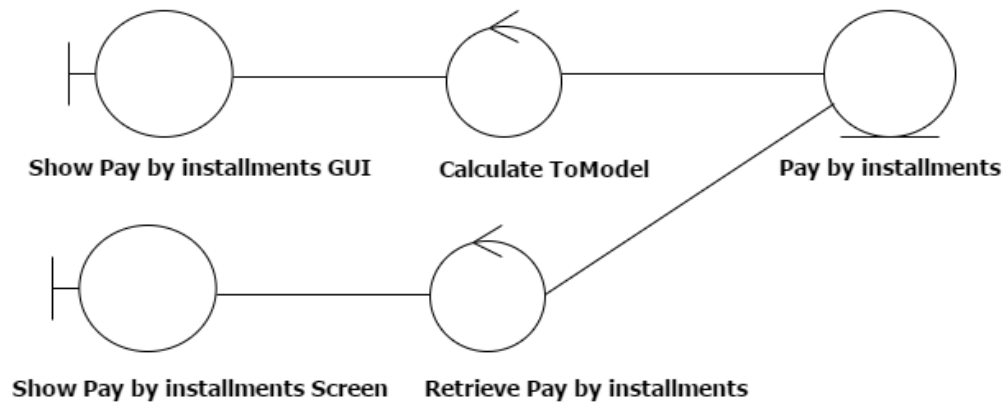 Show Pay by installments GUI
Calculate ToModel
Pay by installments
Show Pay by installments Screen
Retrieve Pay by installments